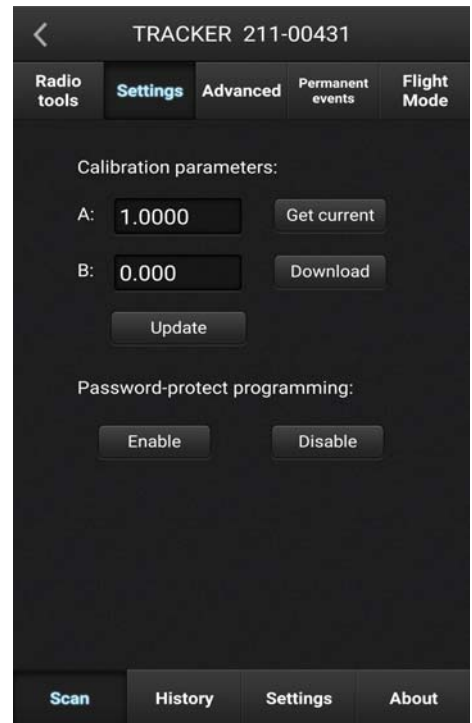 TRACKER 211-00431
Radio tools Settings Advanced Permanent events Flight Mode
Calibration parameters:
A: 1.0000 Get current
B: 0.000 Download
Update
Password-protect programming:
Enable Disable
Scan History Settings About